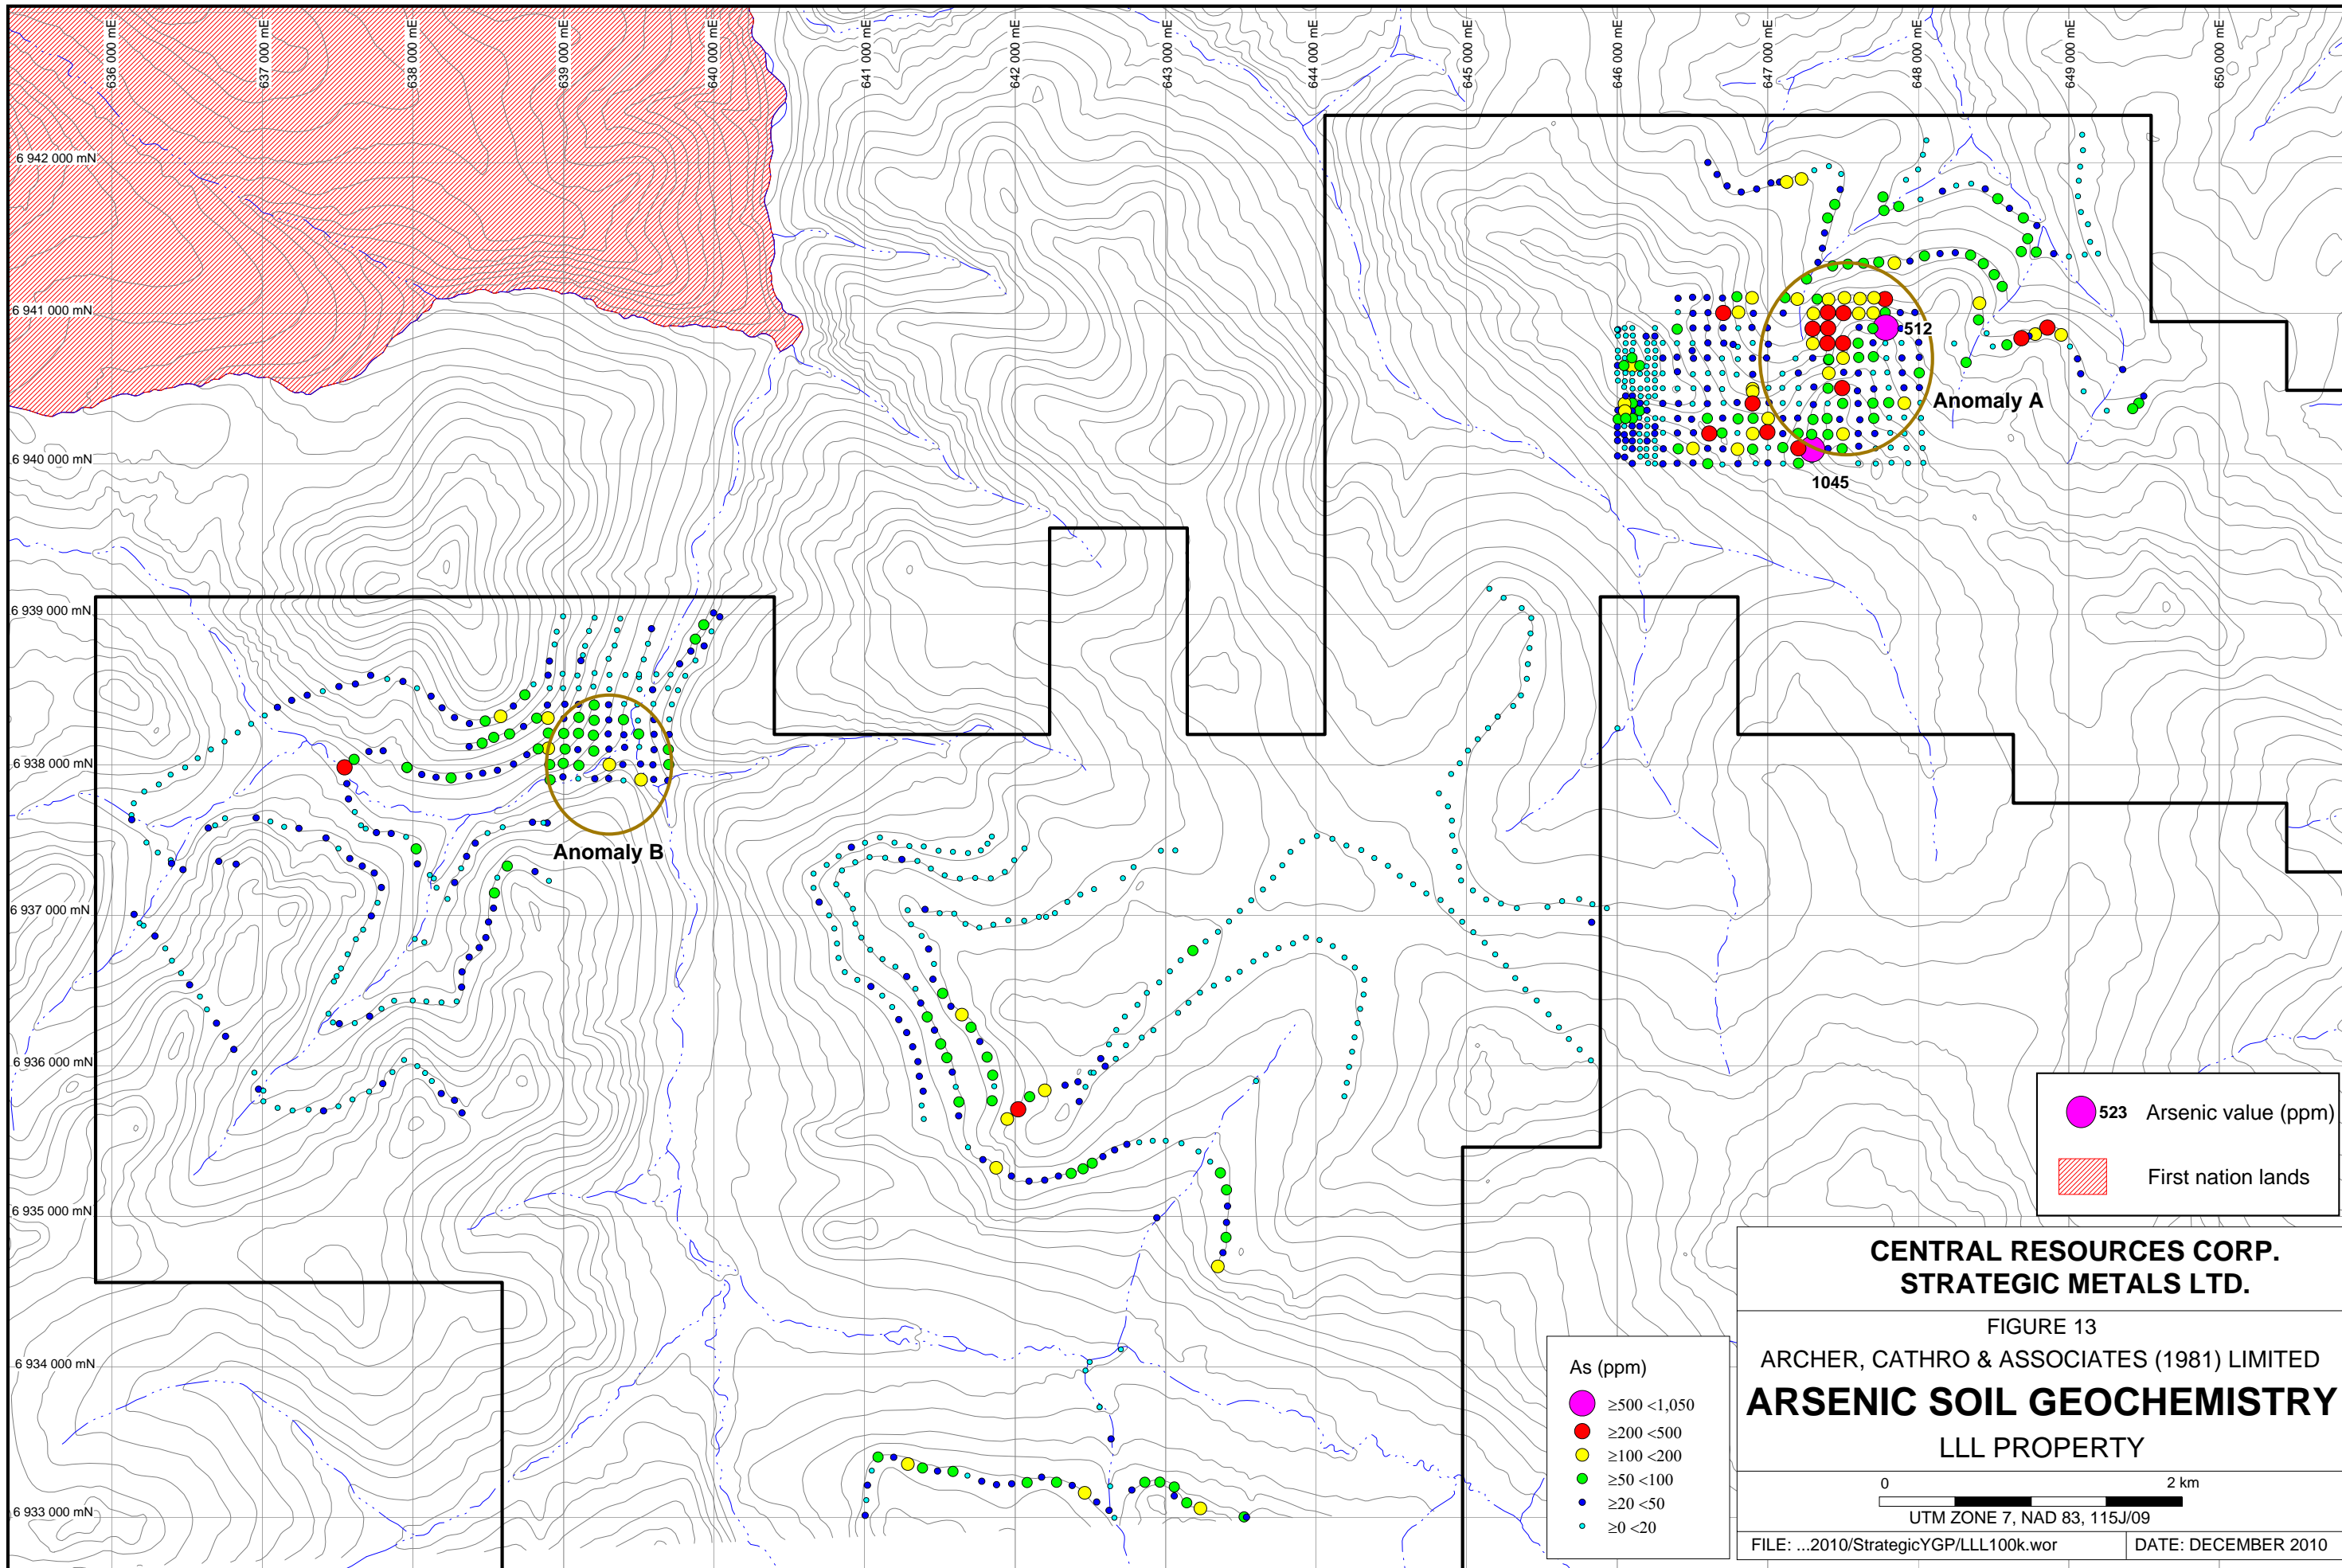 636 000 mE
637 000 mE
638 000 mE
639 000 mE
640 000 mE
641 000 mE
642 000 mE
643 000 mE
644 000 mE
645 000 mE
646 000 mE
647 000 mE
648 000 mE
649 000 mE
650 000 mE
6 942 000 mN
6 941 000 mN
6 940 000 mN
6 939 000 mN
6 938 000 mN
6 937 000 mN
6 936 000 mN
6 935 000 mN
6 934 000 mN
6 933 000 mN
512
Anomaly A
1045
Anomaly B
523 Arsenic value (ppm)
First nation lands
CENTRAL RESOURCES CORP.
STRATEGIC METALS LTD.
FIGURE 13
ARCHER, CATHRO & ASSOCIATES (1981) LIMITED
ARSENIC SOIL GEOCHEMISTRY
LLL PROPERTY
0 2 km
UTM ZONE 7, NAD 83, 115J/09
FILE: ...2010/StrategicYGP/LLL100k.wor
DATE: DECEMBER 2010
As (ppm)
≥500 <1,050
≥200 <500
≥100 <200
≥50 <100
≥20 <50
≥0 <20